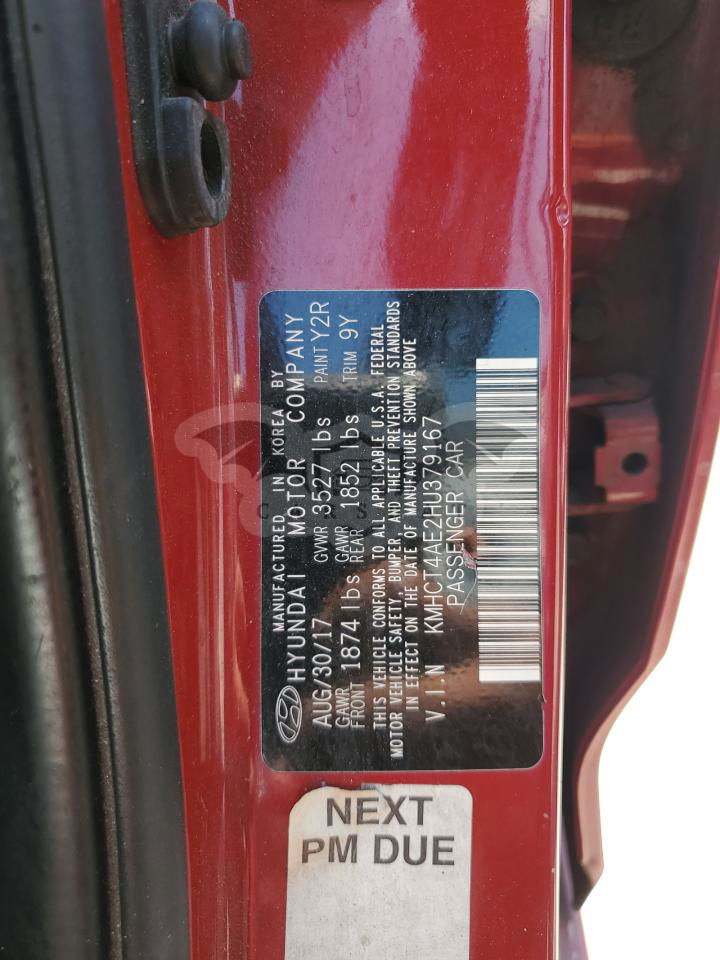 MANUFACTURED IN KOREA BY
HYUNDAI MOTOR COMPANY
AUG/30/17 GVWR 3527 lbs PAINT Y2R
GAWR FRONT 1874 lbs GAWR REAR 1852 lbs TRIM 9Y
THIS VEHICLE CONFORMS TO ALL APPLICABLE U.S.A. FEDERAL
MOTOR VEHICLE SAFETY, BUMPER, AND THEFT PREVENTION STANDARDS
IN EFFECT ON THE DATE OF MANUFACTURE SHOWN ABOVE
V.I.N KMHCT4AE2HU379167
PASSENGER CAR
NEXT
PM DUE
RH